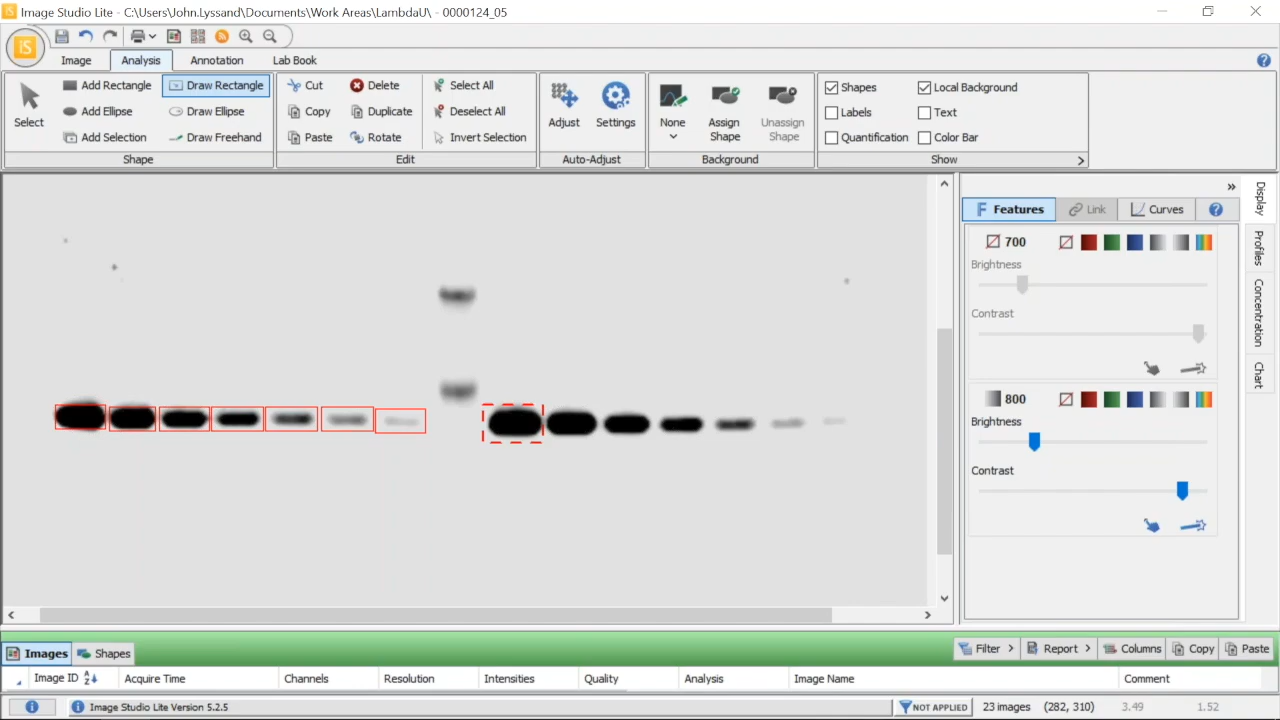 Image Studio Lite - C:\Users\John.Lyssand\Documents\Work Areas\LambdaU\ - 0000124_05
iS
Image Analysis Annotation Lab Book
Select
Add Rectangle Draw Rectangle
Add Ellipse Draw Ellipse
Add Selection Draw Freehand
Shape
Cut Delete Select All
Copy Duplicate Deselect All
Paste Rotate Invert Selection
Edit
Adjust Settings
Auto-Adjust
None Assign Shape Unassign Shape
Background
Shapes Local Background
Labels Text
Quantification Color Bar
Show
Features Link Curves
700
Brightness
Contrast
800
Brightness
Contrast
Display
Profiles
Concentration
Chart
Images Shapes
Filter Report Columns Copy Paste
Image ID Acquire Time Channels Resolution Intensities Quality Analysis Image Name Comment
Image Studio Lite Version 5.2.5
NOT APPLIED 23 images (282, 310) 3.49 1.52